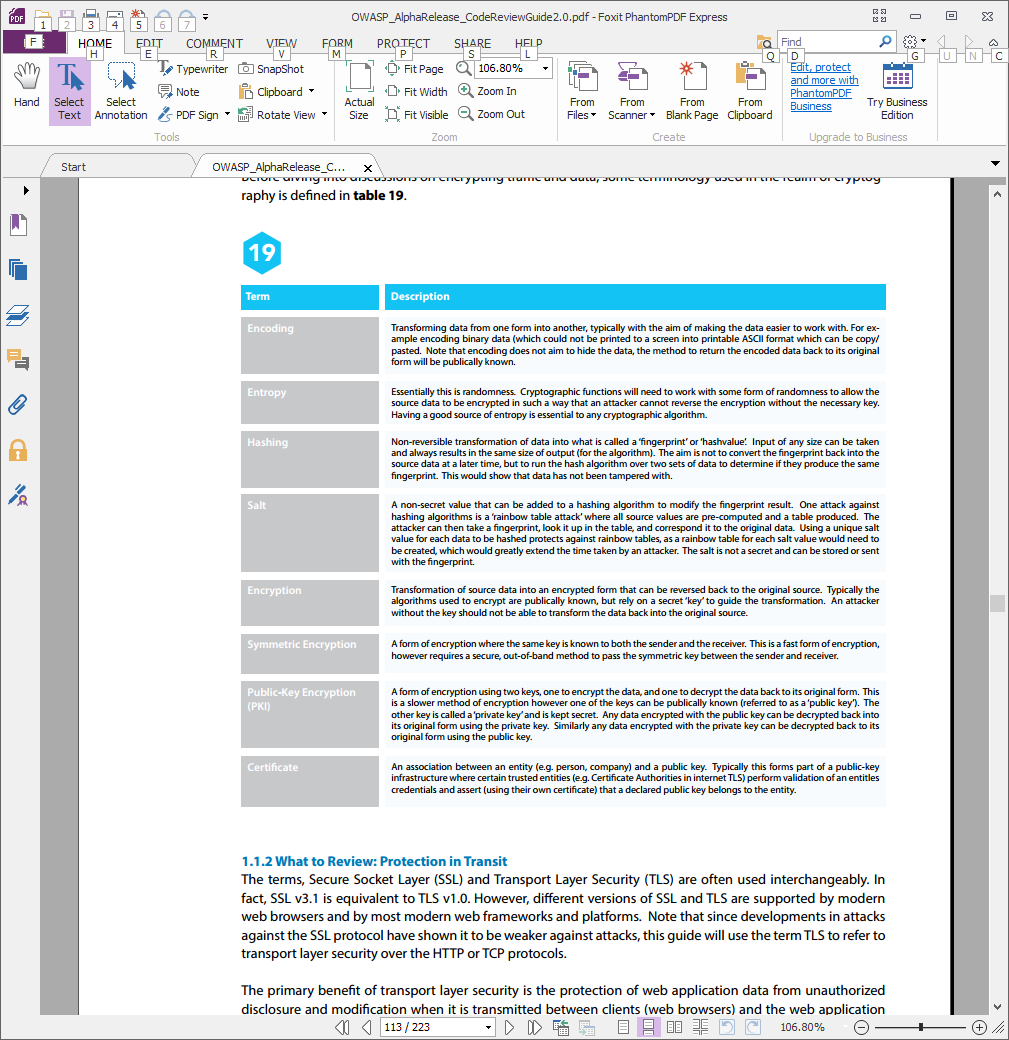 1 2 3 4 5 6 7
OWASP_AlphaRelease_CodeReviewGuide2.0.pdf - Foxit PhantomPDF Express
F
HOME EDIT COMMENT VIEW FORM PROTECT SHARE HELP
Find
H E R V M P S L Q D G U N C
Hand
Select Text
Select Annotation
Typewriter
Note
PDF Sign
SnapShot
Clipboard
Rotate View
Tools
Actual Size
Fit Page
Fit Width
Fit Visible
106.80%
Zoom In
Zoom Out
Zoom
From Files
From Scanner
From Blank Page
From Clipboard
Create
Edit, protect
and more with
PhantomPDF
Business
Try Business Edition
Upgrade to Business
Start
OWASP_AlphaRelease_C...
Before diving into discussions on encrypting traffic and data, some terminology used in the realm of cryptog-
raphy is defined in table 19.
19
Term Description
Encoding
Transforming data from one form into another, typically with the aim of making the data easier to work with. For ex-
ample encoding binary data (which could not be printed to a screen into printable ASCII format which can be copy/
pasted. Note that encoding does not aim to hide the data, the method to return the encoded data back to its original
form will be publically known.
Entropy
Essentially this is randomness. Cryptographic functions will need to work with some form of randomness to allow the
source data to be encrypted in such a way that an attacker cannot reverse the encryption without the necessary key.
Having a good source of entropy is essential to any cryptographic algorithm.
Hashing
Non-reversible transformation of data into what is called a ‘fingerprint’ or ‘hashvalue’. Input of any size can be taken
and always results in the same size of output (for the algorithm). The aim is not to convert the fingerprint back into the
source data at a later time, but to run the hash algorithm over two sets of data to determine if they produce the same
fingerprint. This would show that data has not been tampered with.
Salt
A non-secret value that can be added to a hashing algorithm to modify the fingerprint result. One attack against
hashing algorithms is a ‘rainbow table attack’ where all source values are pre-computed and a table produced. The
attacker can then take a fingerprint, look it up in the table, and correspond it to the original data. Using a unique salt
value for each data to be hashed protects against rainbow tables, as a rainbow table for each salt value would need to
be created, which would greatly extend the time taken by an attacker. The salt is not a secret and can be stored or sent
with the fingerprint.
Encryption
Transformation of source data into an encrypted form that can be reversed back to the original source. Typically the
algorithms used to encrypt are publically known, but rely on a secret ‘key’ to guide the transformation. An attacker
without the key should not be able to transform the data back into the original source.
Symmetric Encryption
A form of encryption where the same key is known to both the sender and the receiver. This is a fast form of encryption,
however requires a secure, out-of-band method to pass the symmetric key between the sender and receiver.
Public-Key Encryption
(PKI)
A form of encryption using two keys, one to encrypt the data, and one to decrypt the data back to its original form. This
is a slower method of encryption however one of the keys can be publically known (referred to as a ‘public key’). The
other key is called a ‘private key’ and is kept secret. Any data encrypted with the public key can be decrypted back into
its original form using the private key. Similarly any data encrypted with the private key can be decrypted back to its
original form using the public key.
Certificate
An association between an entity (e.g. person, company) and a public key. Typically this forms part of a public-key
infrastructure where certain trusted entities (e.g. Certificate Authorities in internet TLS) perform validation of an entitles
credentials and assert (using their own certificate) that a declared public key belongs to the entity.
1.1.2 What to Review: Protection in Transit
The terms, Secure Socket Layer (SSL) and Transport Layer Security (TLS) are often used interchangeably. In
fact, SSL v3.1 is equivalent to TLS v1.0. However, different versions of SSL and TLS are supported by modern
web browsers and by most modern web frameworks and platforms. Note that since developments in attacks
against the SSL protocol have shown it to be weaker against attacks, this guide will use the term TLS to refer to
transport layer security over the HTTP or TCP protocols.
The primary benefit of transport layer security is the protection of web application data from unauthorized
disclosure and modification when it is transmitted between clients (web browsers) and the web application
113 / 223
106.80%